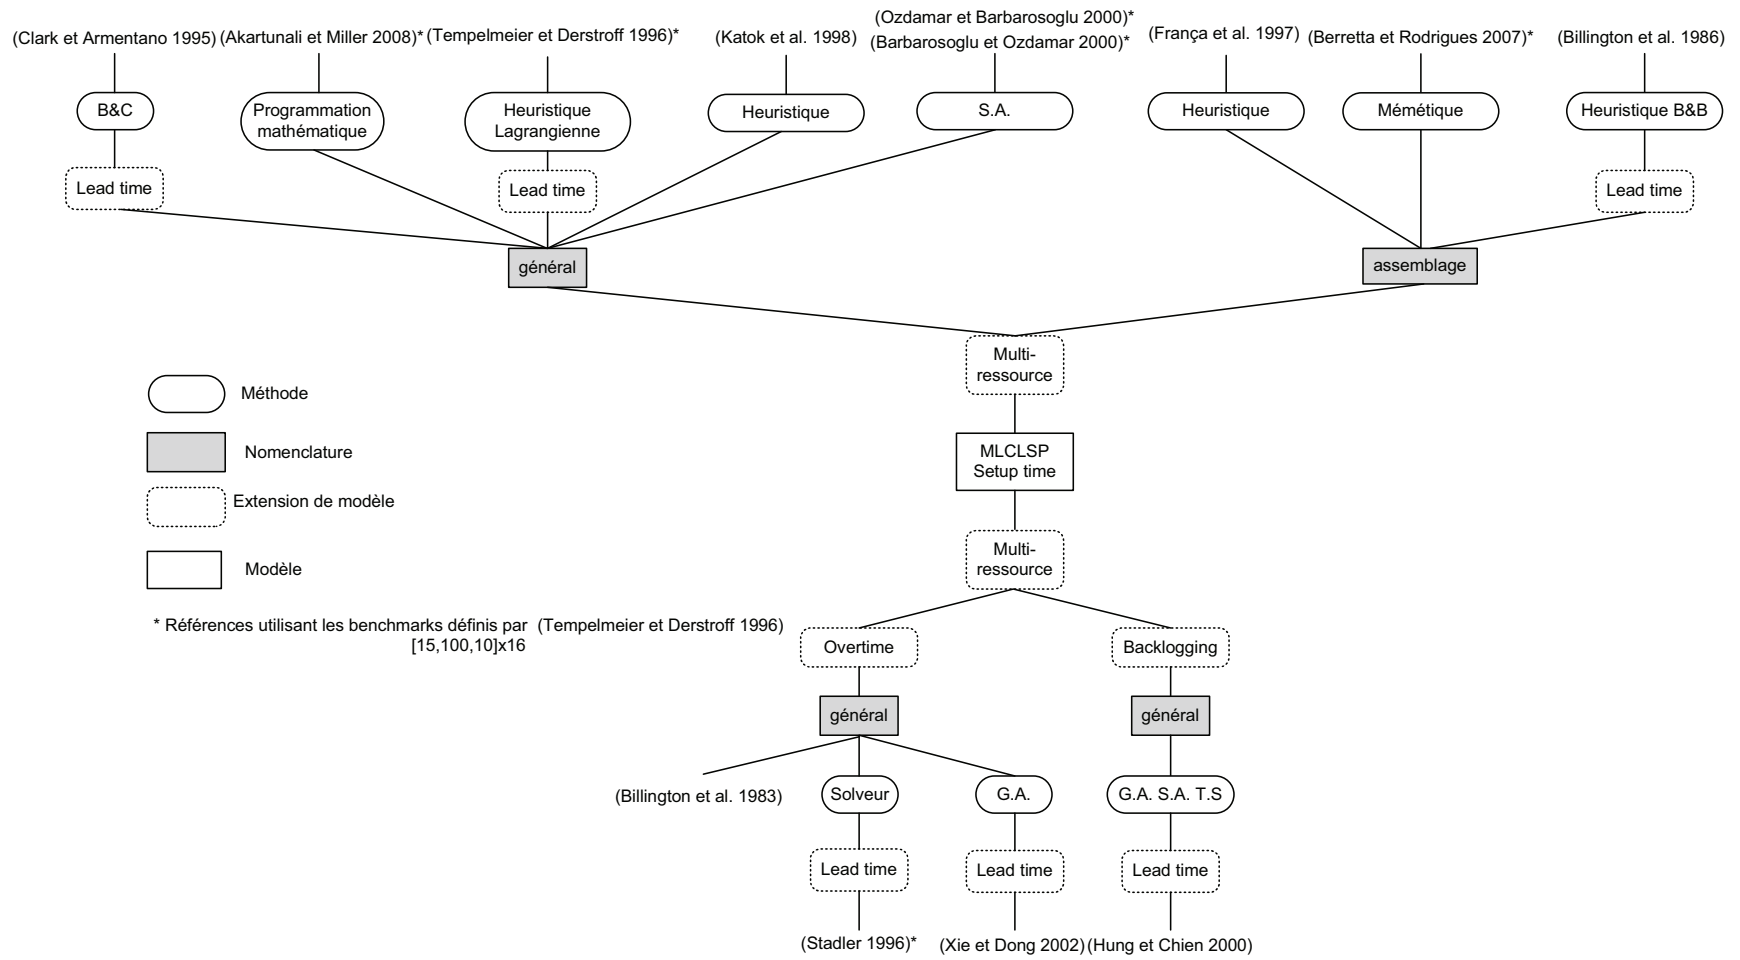 (Ozdamar et Barbarosoglu 2000)*
(Clark et Armentano 1995) (Akartunali et Miller 2008)* (Tempelmeier et Derstroff 1996)* (Katok et al. 1998) (Barbarosoglu et Ozdamar 2000)* (França et al. 1997) (Berretta et Rodrigues 2007)* (Billington et al. 1986)
B&C
Programmation
mathématique
Heuristique
Lagrangienne
Heuristique
S.A.
Heuristique
Mémétique
Heuristique B&B
Lead time
Lead time
Lead time
général
assemblage
Multi-
ressource
Méthode
MLCLSP
Setup time
Nomenclature
Extension de modèle
Multi-
ressource
Modèle
* Références utilisant les benchmarks définis par (Tempelmeier et Derstroff 1996)
[15,100,10]x16
Overtime
Backlogging
général
général
(Billington et al. 1983)
Solveur
G.A.
G.A. S.A. T.S
Lead time
Lead time
Lead time
(Stadler 1996)*
(Xie et Dong 2002)
(Hung et Chien 2000)